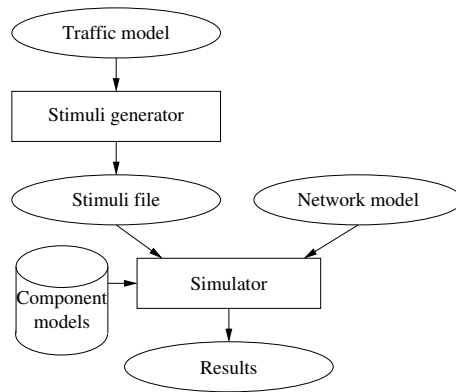 Traffic model
Stimuli generator
Stimuli file
Network model
Component
models
Simulator
Results